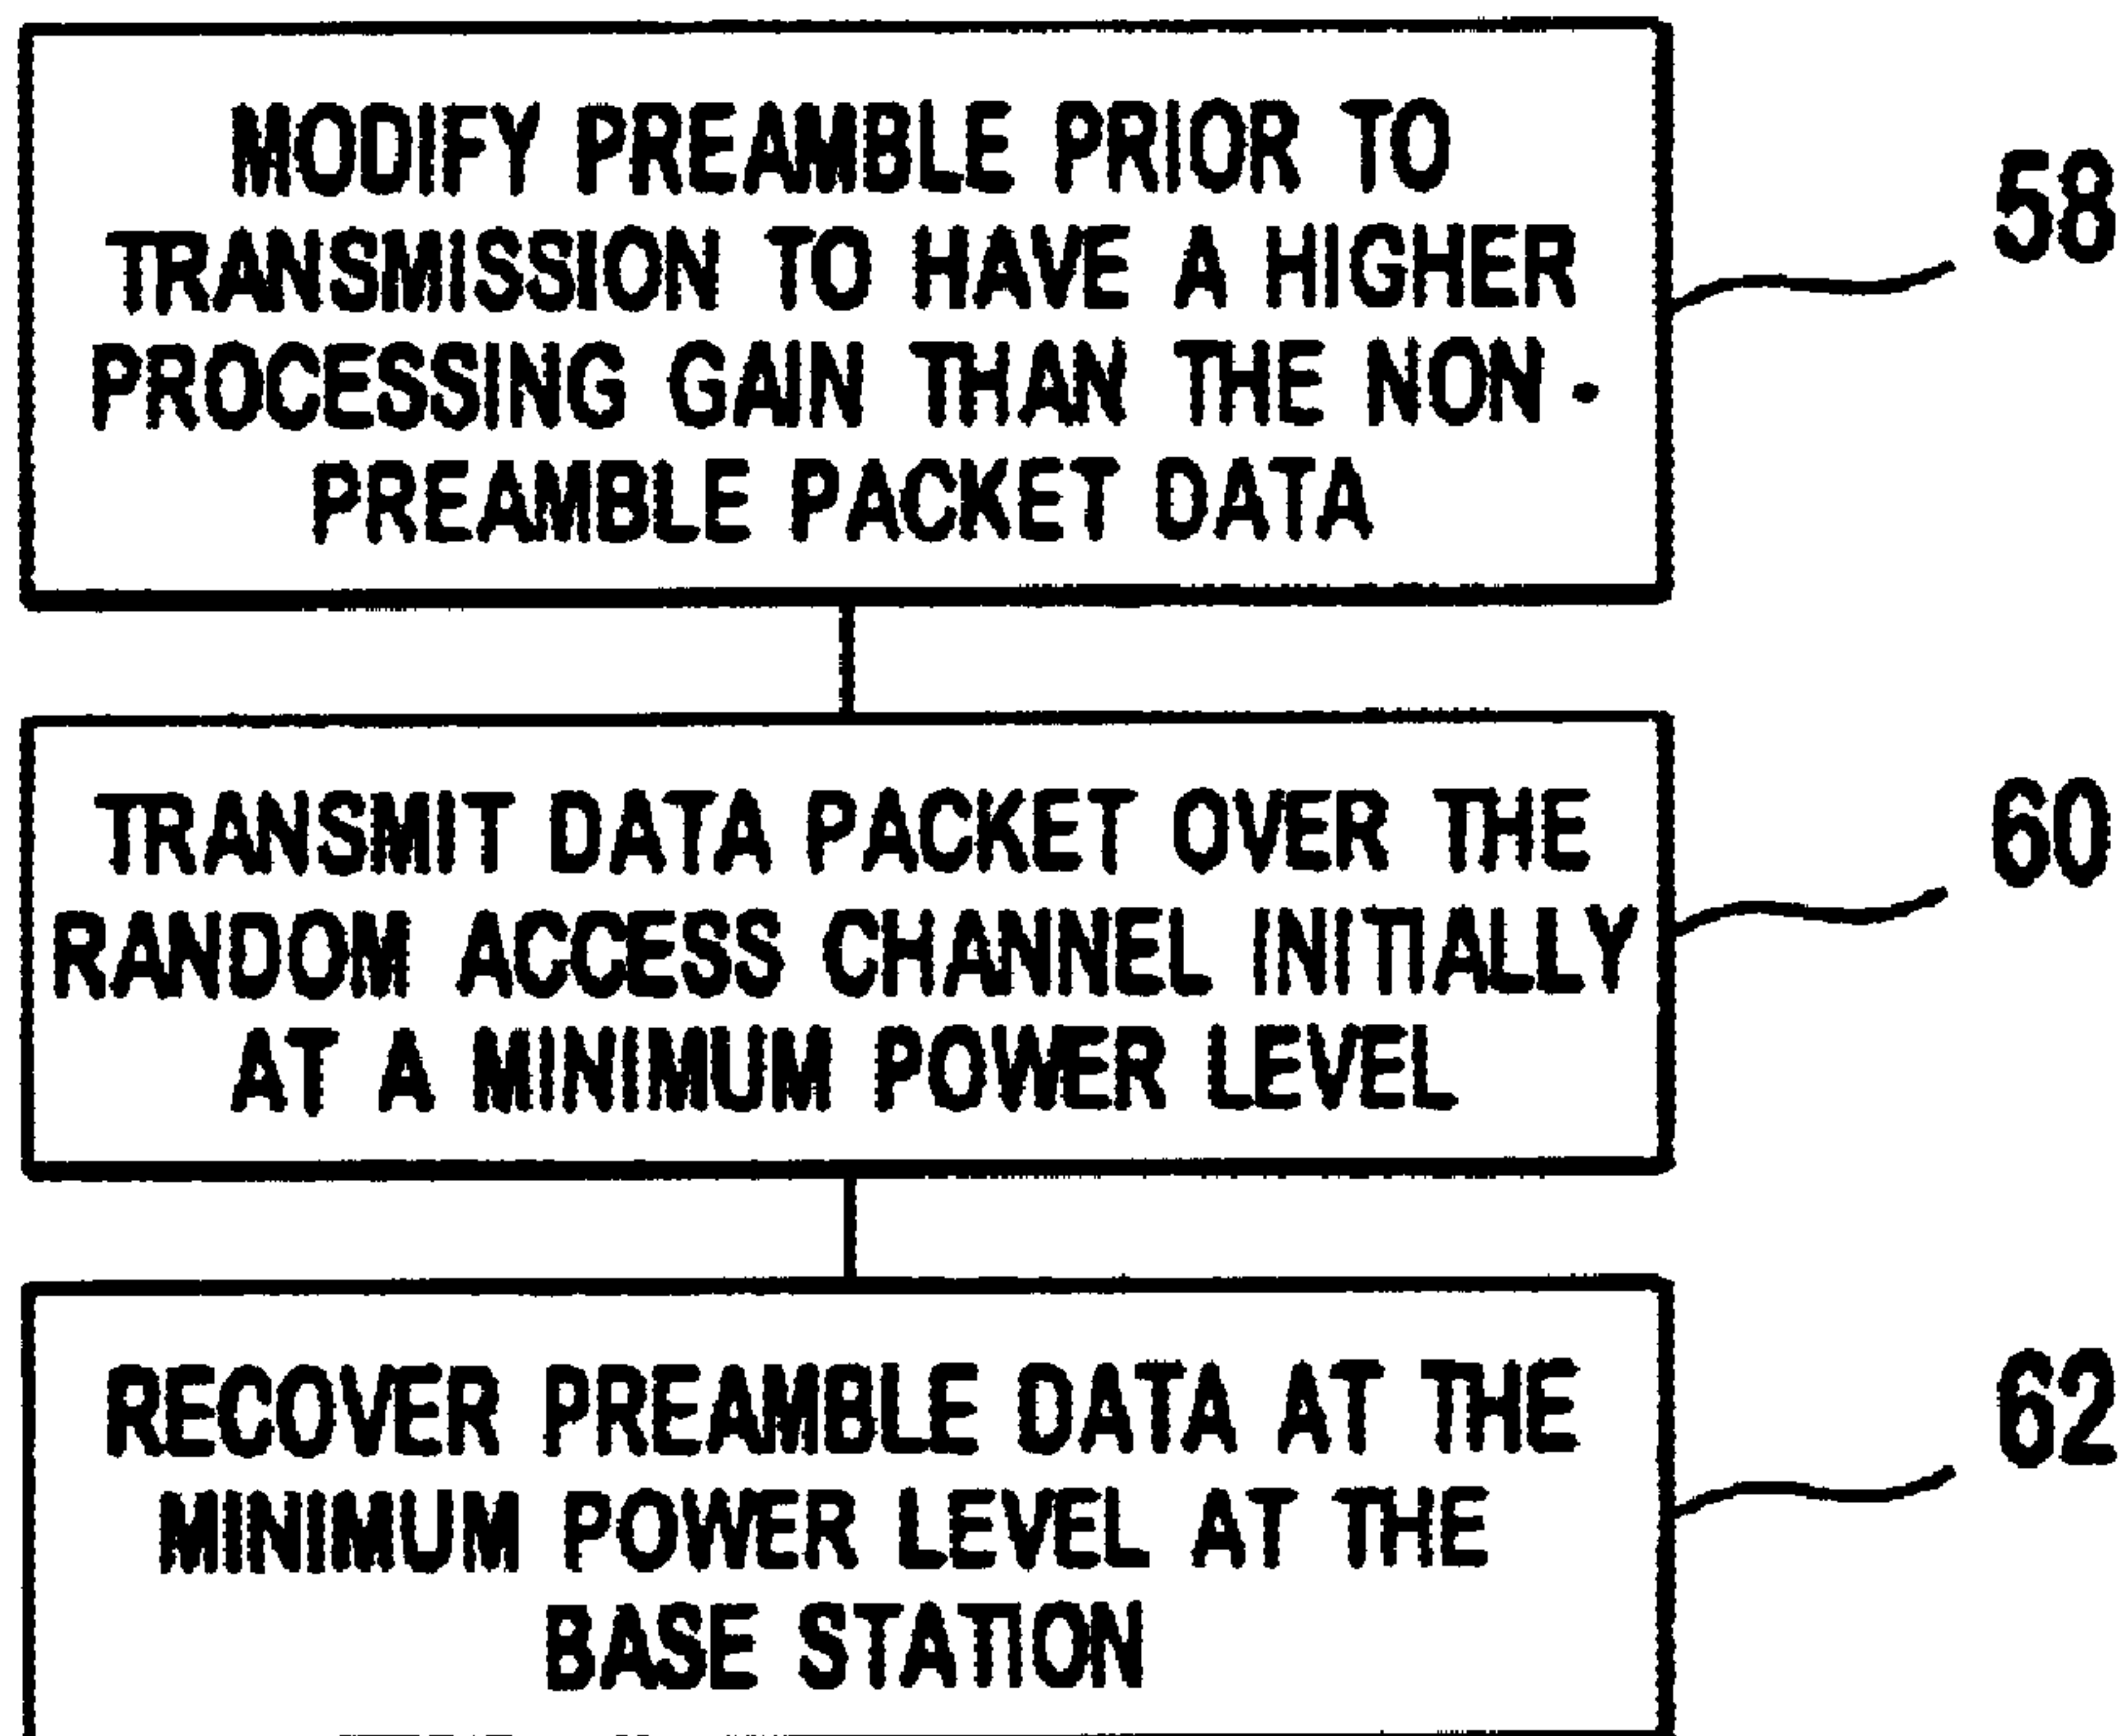 MODIFY PREAMBLE PRIOR TO
TRANSMISSION TO HAVE A HIGHER
PROCESSING GAIN THAN THE NON-
PREAMBLE PACKET DATA
58
TRANSMIT DATA PACKET OVER THE
RANDOM ACCESS CHANNEL INITIALLY
AT A MINIMUM POWER LEVEL
60
RECOVER PREAMBLE DATA AT THE
MINIMUM POWER LEVEL AT THE
BASE STATION
62